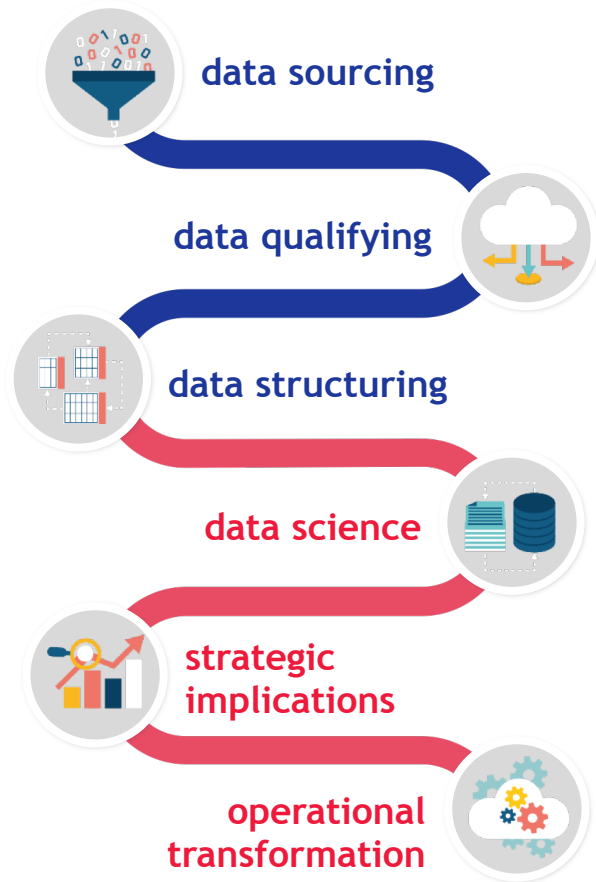 data sourcing
data qualifying
data structuring
data science
strategic
implications
operational
transformation